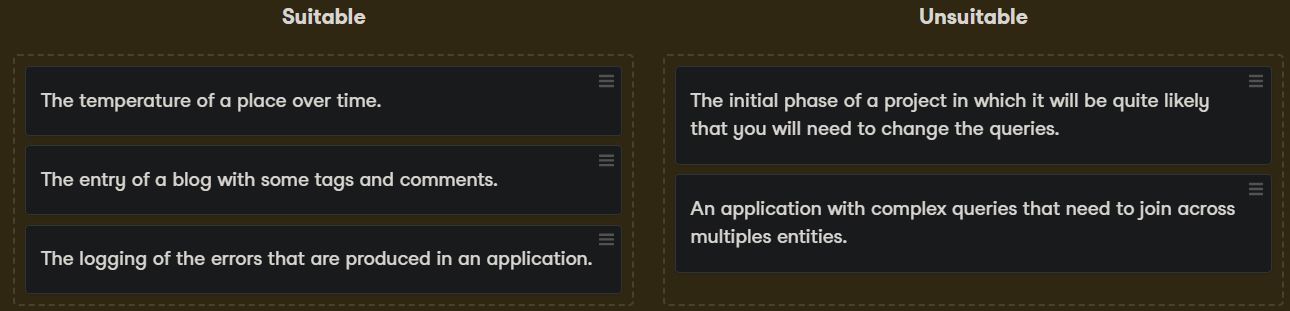 Suitable
The temperature of a place over time.
The entry of a blog with some tags and comments.
The logging of the errors that are produced in an application.
Unsuitable
The initial phase of a project in which it will be quite likely
that you will need to change the queries.
An application with complex queries that need to join across
multiples entities.